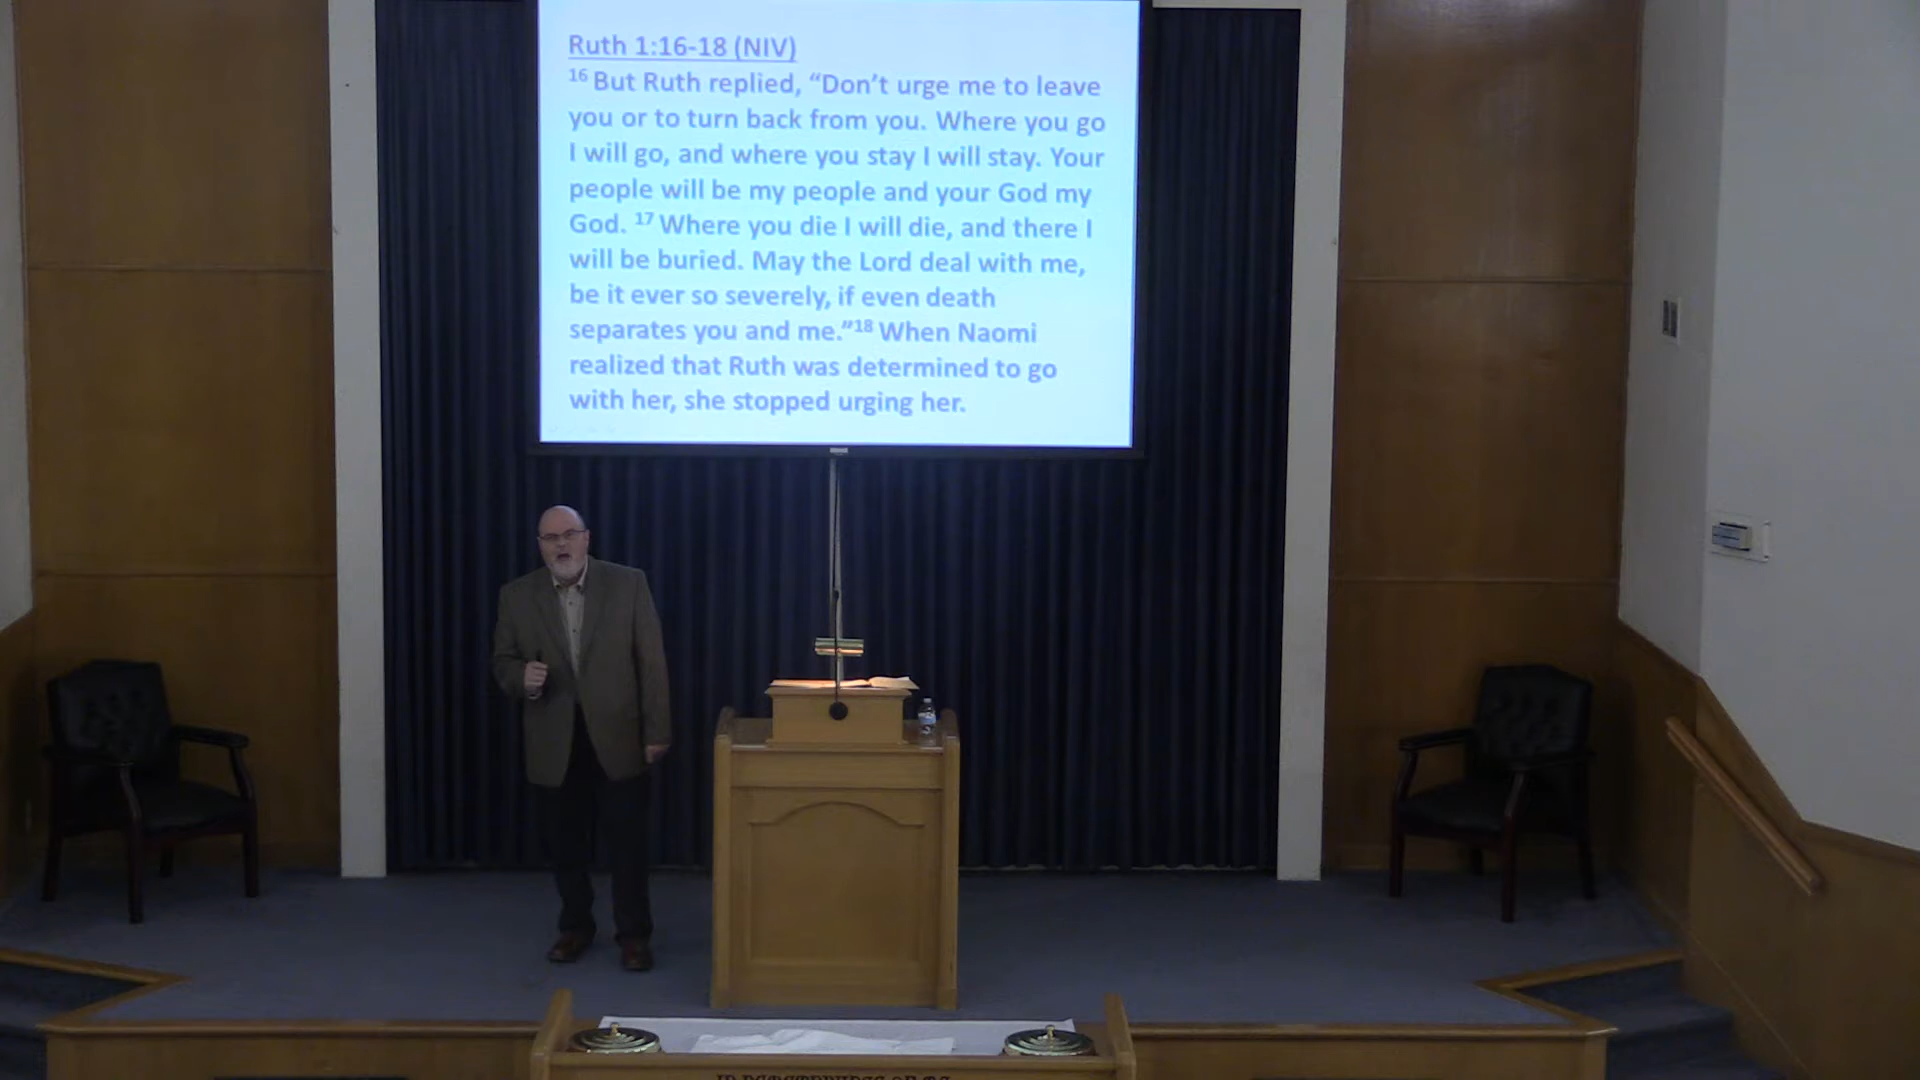 Ruth 1:16-18 (NIV)
16 But Ruth replied, “Don’t urge me to leave
you or to turn back from you. Where you go
I will go, and where you stay I will stay. Your
people will be my people and your God my
God. 17 Where you die I will die, and there I
will be buried. May the Lord deal with me,
be it ever so severely, if even death
separates you and me.”18 When Naomi
realized that Ruth was determined to go
with her, she stopped urging her.